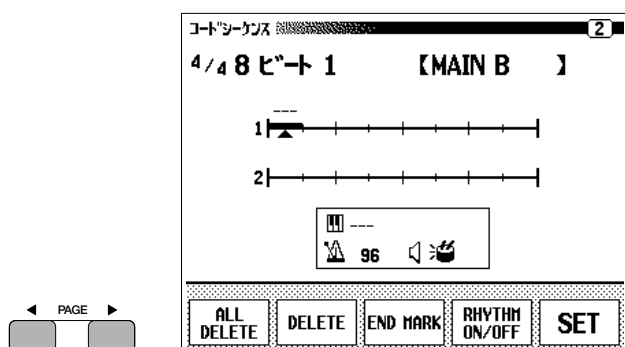 コードシーケンス 2
4/4 8 ビート 1 【MAIN B 】
---
1
2
---
96
ALL DELETE
DELETE
END MARK
RHYTHM ON/OFF
SET
◀ PAGE ▶